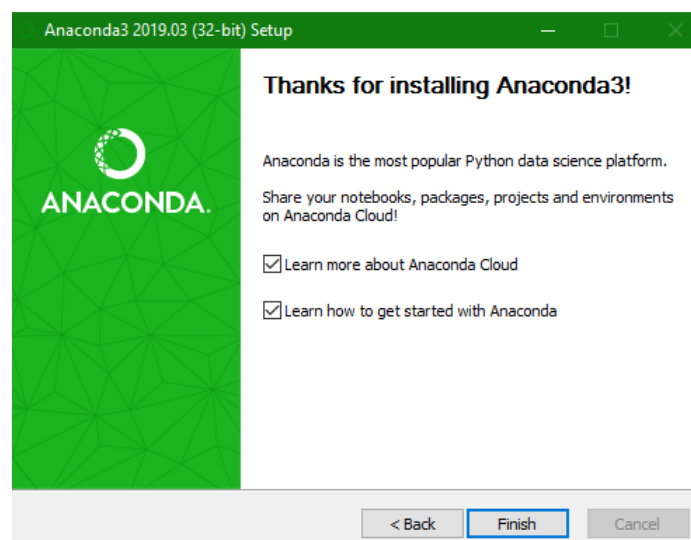 Anaconda3 2019.03 (32-bit) Setup
Thanks for installing Anaconda3!
ANACONDA.
Anaconda is the most popular Python data science platform.
Share your notebooks, packages, projects and environments
on Anaconda Cloud!
Learn more about Anaconda Cloud
Learn how to get started with Anaconda
< Back
Finish
Cancel